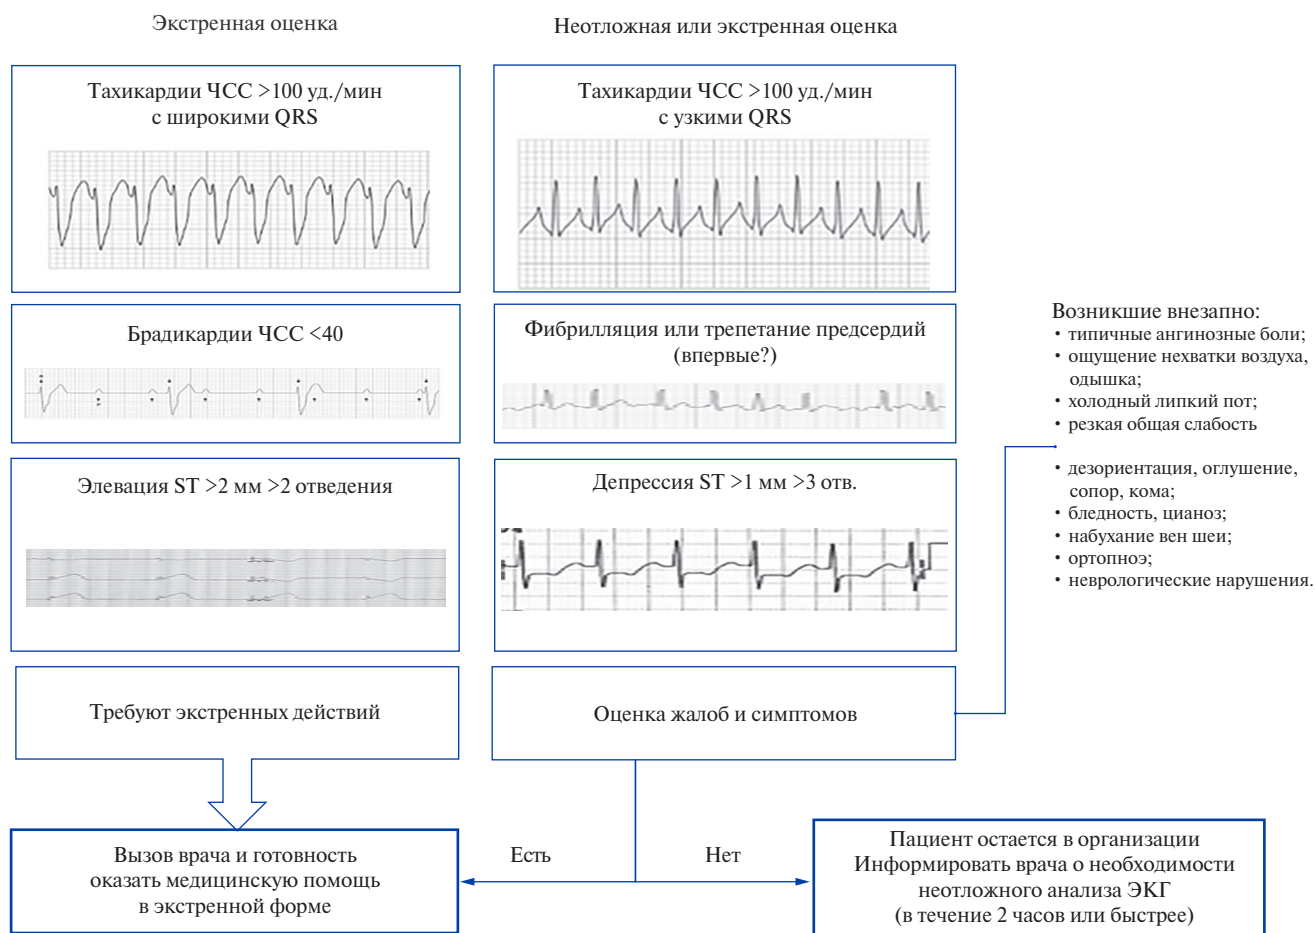 Экстренная оценка
Неотложная или экстренная оценка
Тахикардии ЧСС >100 уд./мин
с широкими QRS
Тахикардии ЧСС >100 уд./мин
с узкими QRS
Брадикардии ЧСС <40
Фибрилляция или трепетание предсердий
(впервые?)
Элевация ST >2 мм >2 отведения
Депрессия ST >1 мм >3 отв.
Требуют экстренных действий
Оценка жалоб и симптомов
Возникшие внезапно:
• типичные ангинозные боли;
• ощущение нехватки воздуха,
одышка;
• холодный липкий пот;
• резкая общая слабость
•
• дезориентация, оглушение,
сопор, кома;
• бледность, цианоз;
• набухание вен шеи;
• ортопноэ;
• неврологические нарушения.
Вызов врача и готовность
оказать медицинскую помощь
в экстренной форме
Есть
Нет
Пациент остается в организации
Информировать врача о необходимости
неотложного анализа ЭКГ
(в течение 2 часов или быстрее)